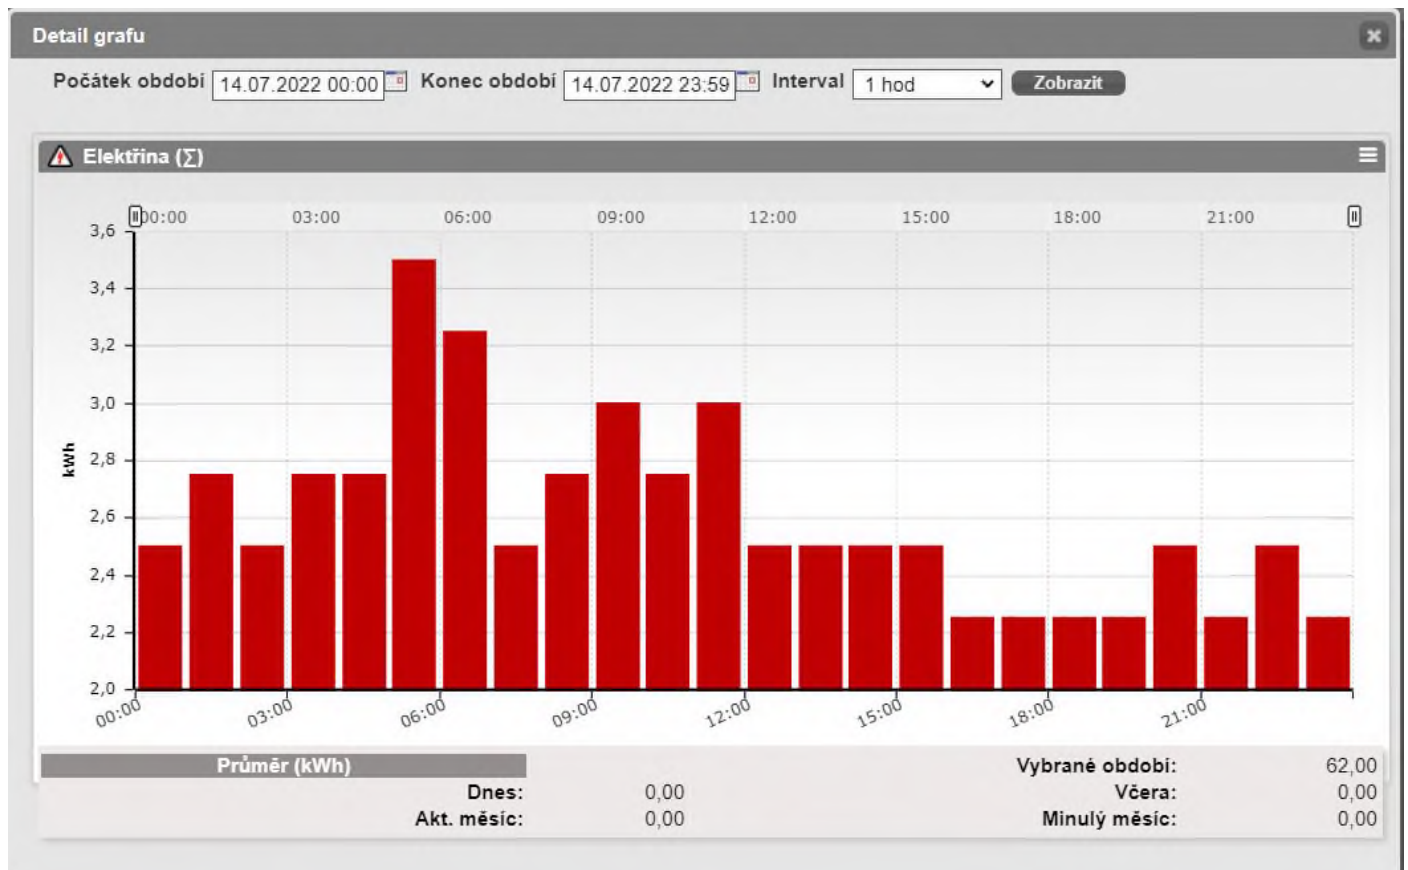 Detail grafu
Počátek období 14.07.2022 00:00 Konec období 14.07.2022 23:59 Interval 1 hod Zobrazit
Elektřina (∑)
00:00 03:00 06:00 09:00 12:00 15:00 18:00 21:00
3,6
3,4
3,2
3,0
2,8
2,6
2,4
2,2
2,0
kWh
00:00 03:00 06:00 09:00 12:00 15:00 18:00 21:00
Průměr (kWh) Vybrané období: 62,00
Dnes: 0,00 Včera: 0,00
Akt. měsíc: 0,00 Minulý měsíc: 0,00